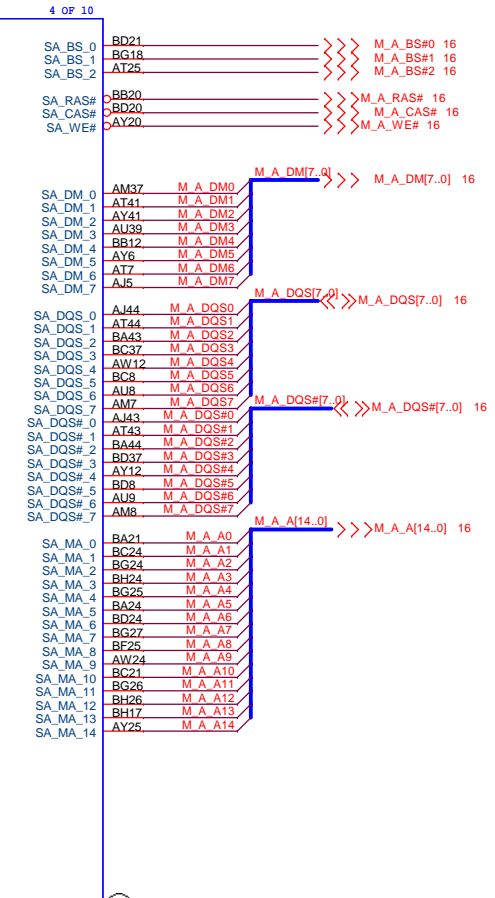 4 OF 10
SA_BS_0 BD21 M_A_BS#0 16
SA_BS_1 BG18 M_A_BS#1 16
SA_BS_2 AT25 M_A_BS#2 16
SA_RAS# BB20 M_A_RAS# 16
SA_CAS# BD20 M_A_CAS# 16
SA_WE# AY20 M_A_WE# 16
M_A_DM[7..0] M_A_DM[7..0] 16
SA_DM_0 AM37 M_A_DM0
SA_DM_1 AT41 M_A_DM1
SA_DM_2 AY41 M_A_DM2
SA_DM_3 AU39 M_A_DM3
SA_DM_4 BB12 M_A_DM4
SA_DM_5 AY6 M_A_DM5
SA_DM_6 AT7 M_A_DM6
SA_DM_7 AJ5 M_A_DM7
M_A_DQS[7..0] M_A_DQS[7..0] 16
SA_DQS_0 AJ44 M_A_DQS0
SA_DQS_1 AT44 M_A_DQS1
SA_DQS_2 BA43 M_A_DQS2
SA_DQS_3 BC37 M_A_DQS3
SA_DQS_4 AW12 M_A_DQS4
SA_DQS_5 BC8 M_A_DQS5
SA_DQS_6 AU8 M_A_DQS6
SA_DQS_7 AM7 M_A_DQS7
M_A_DQS#[7..0] M_A_DQS#[7..0] 16
SA_DQS#_0 AJ43 M_A_DQS#0
SA_DQS#_1 AT43 M_A_DQS#1
SA_DQS#_2 BA44 M_A_DQS#2
SA_DQS#_3 BD37 M_A_DQS#3
SA_DQS#_4 AY12 M_A_DQS#4
SA_DQS#_5 BD8 M_A_DQS#5
SA_DQS#_6 AU9 M_A_DQS#6
SA_DQS#_7 AM8 M_A_DQS#7
M_A_A[14..0] M_A_A[14..0] 16
SA_MA_0 BA21 M_A_A0
SA_MA_1 BC24 M_A_A1
SA_MA_2 BG24 M_A_A2
SA_MA_3 BH24 M_A_A3
SA_MA_4 BG25 M_A_A4
SA_MA_5 BA24 M_A_A5
SA_MA_6 BD24 M_A_A6
SA_MA_7 BG27 M_A_A7
SA_MA_8 BF25 M_A_A8
SA_MA_9 AW24 M_A_A9
SA_MA_10 BC21 M_A_A10
SA_MA_11 BG26 M_A_A11
SA_MA_12 BH26 M_A_A12
SA_MA_13 BH17 M_A_A13
SA_MA_14 AY25 M_A_A14